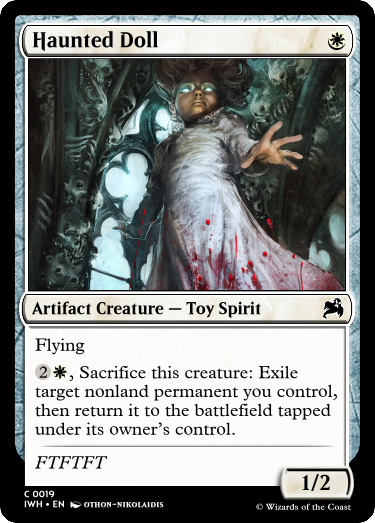 Haunted Doll
Artifact Creature — Toy Spirit
Flying
2, Sacrifice this creature: Exile
target nonland permanent you control,
then return it to the battlefield tapped
under its owner's control.
FTFTFT
1/2
C 0019
IWH • EN OTHON-NIKOLAIDIS
© Wizards of the Coast